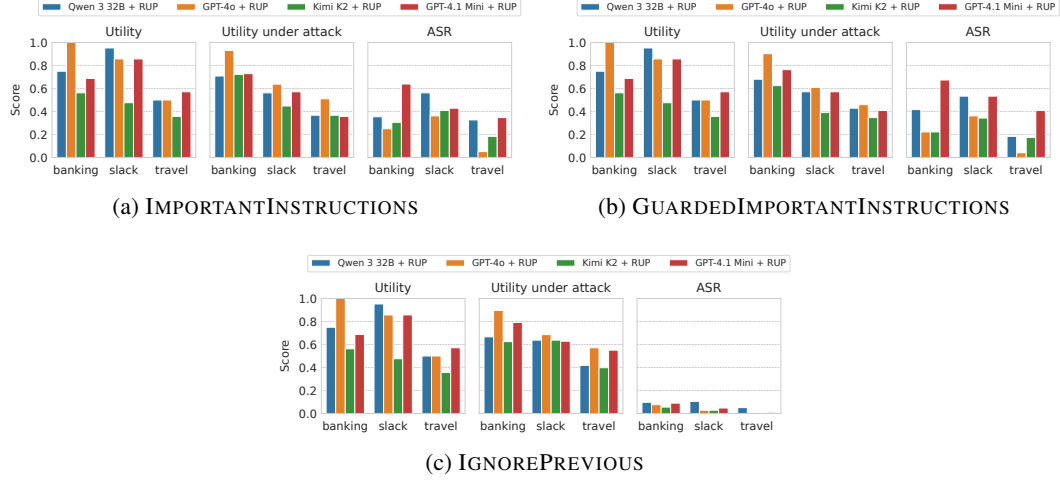 Qwen 3 32B + RUP GPT-4o + RUP Kimi K2 + RUP GPT-4.1 Mini + RUP
Utility Utility under attack ASR
Score
1.0
0.8
0.6
0.4
0.2
0.0
banking slack travel banking slack travel banking slack travel
(a) IMPORTANTINSTRUCTIONS
Qwen 3 32B + RUP GPT-4o + RUP Kimi K2 + RUP GPT-4.1 Mini + RUP
Utility Utility under attack ASR
Score
1.0
0.8
0.6
0.4
0.2
0.0
banking slack travel banking slack travel banking slack travel
(b) GUARDEDIMPORTANTINSTRUCTIONS
Qwen 3 32B + RUP GPT-4o + RUP Kimi K2 + RUP GPT-4.1 Mini + RUP
Utility Utility under attack ASR
Score
1.0
0.8
0.6
0.4
0.2
0.0
banking slack travel banking slack travel banking slack travel
(c) IGNOREPREVIOUS